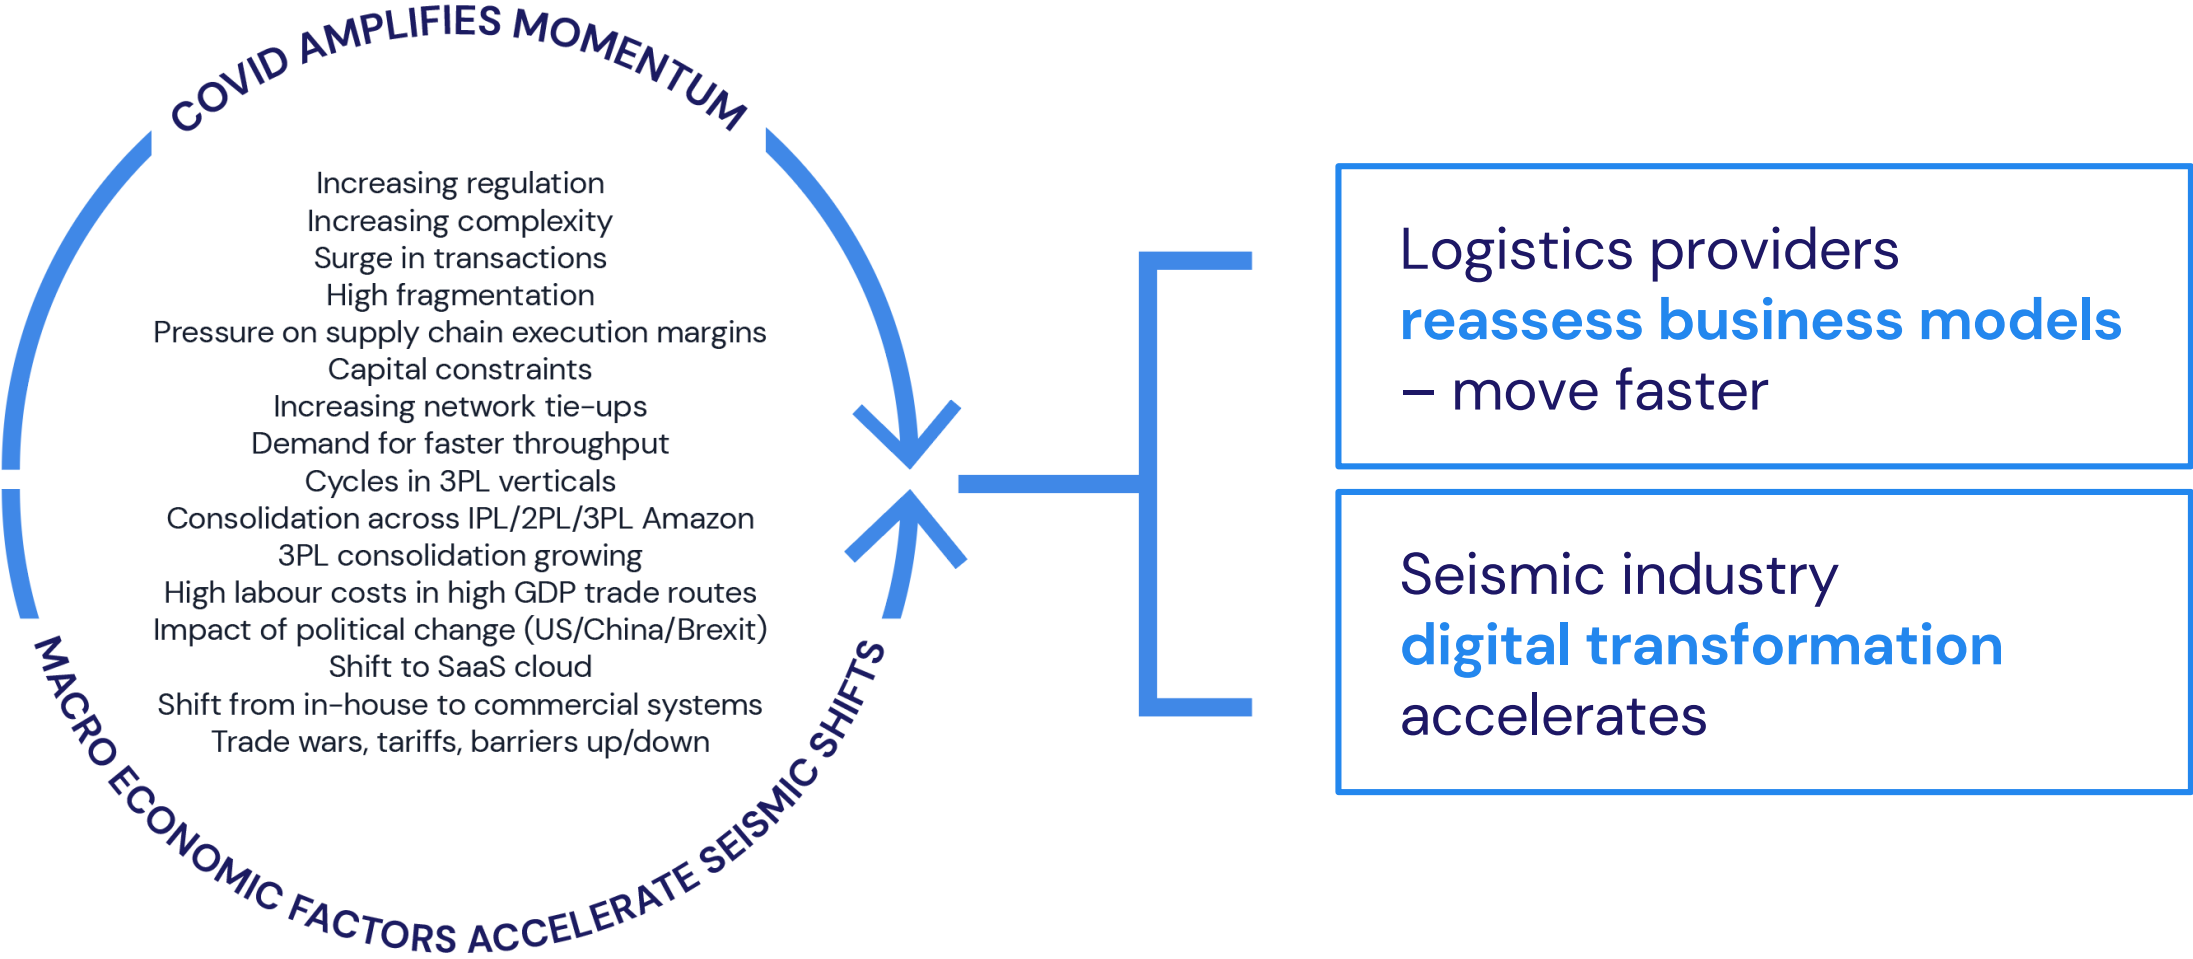 COVID AMPLIFIES MOMENTUM
Increasing regulation
Increasing complexity
Surge in transactions
High fragmentation
Pressure on supply chain execution margins
Capital constraints
Increasing network tie-ups
Demand for faster throughput
Cycles in 3PL verticals
Consolidation across IPL/2PL/3PL Amazon
3PL consolidation growing
High labour costs in high GDP trade routes
Impact of political change (US/China/Brexit)
Shift to SaaS cloud
Shift from in-house to commercial systems
Trade wars, tariffs, barriers up/down
MACRO ECONOMIC FACTORS ACCELERATE SEISMIC SHIFTS
Logistics providers
reassess business models
– move faster
Seismic industry
digital transformation
accelerates